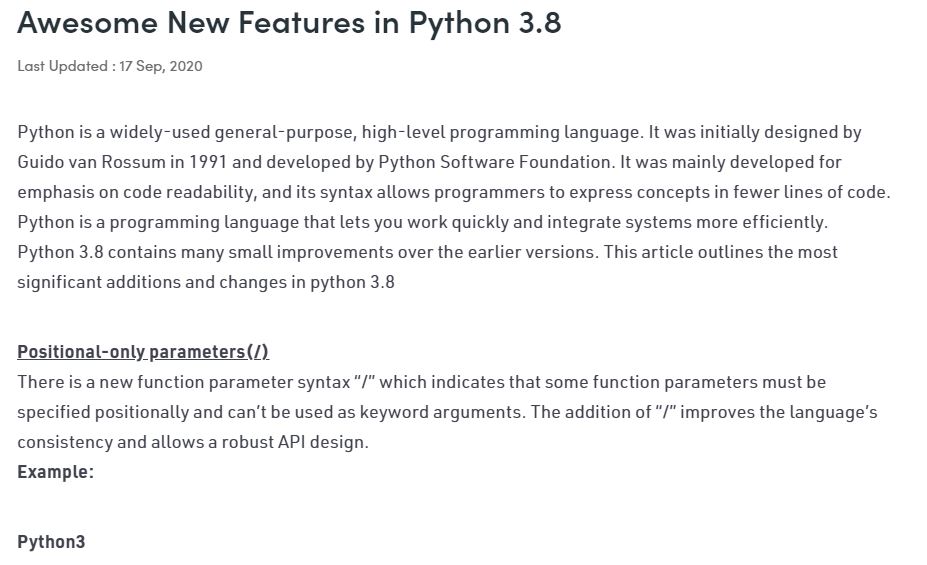 Awesome New Features in Python 3.8
Last Updated : 17 Sep, 2020
Python is a widely-used general-purpose, high-level programming language. It was initially designed by
Guido van Rossum in 1991 and developed by Python Software Foundation. It was mainly developed for
emphasis on code readability, and its syntax allows programmers to express concepts in fewer lines of code.
Python is a programming language that lets you work quickly and integrate systems more efficiently.
Python 3.8 contains many small improvements over the earlier versions. This article outlines the most
significant additions and changes in python 3.8
Positional-only parameters(/)
There is a new function parameter syntax “/” which indicates that some function parameters must be
specified positionally and can’t be used as keyword arguments. The addition of “/” improves the language’s
consistency and allows a robust API design.
Example:
Python3